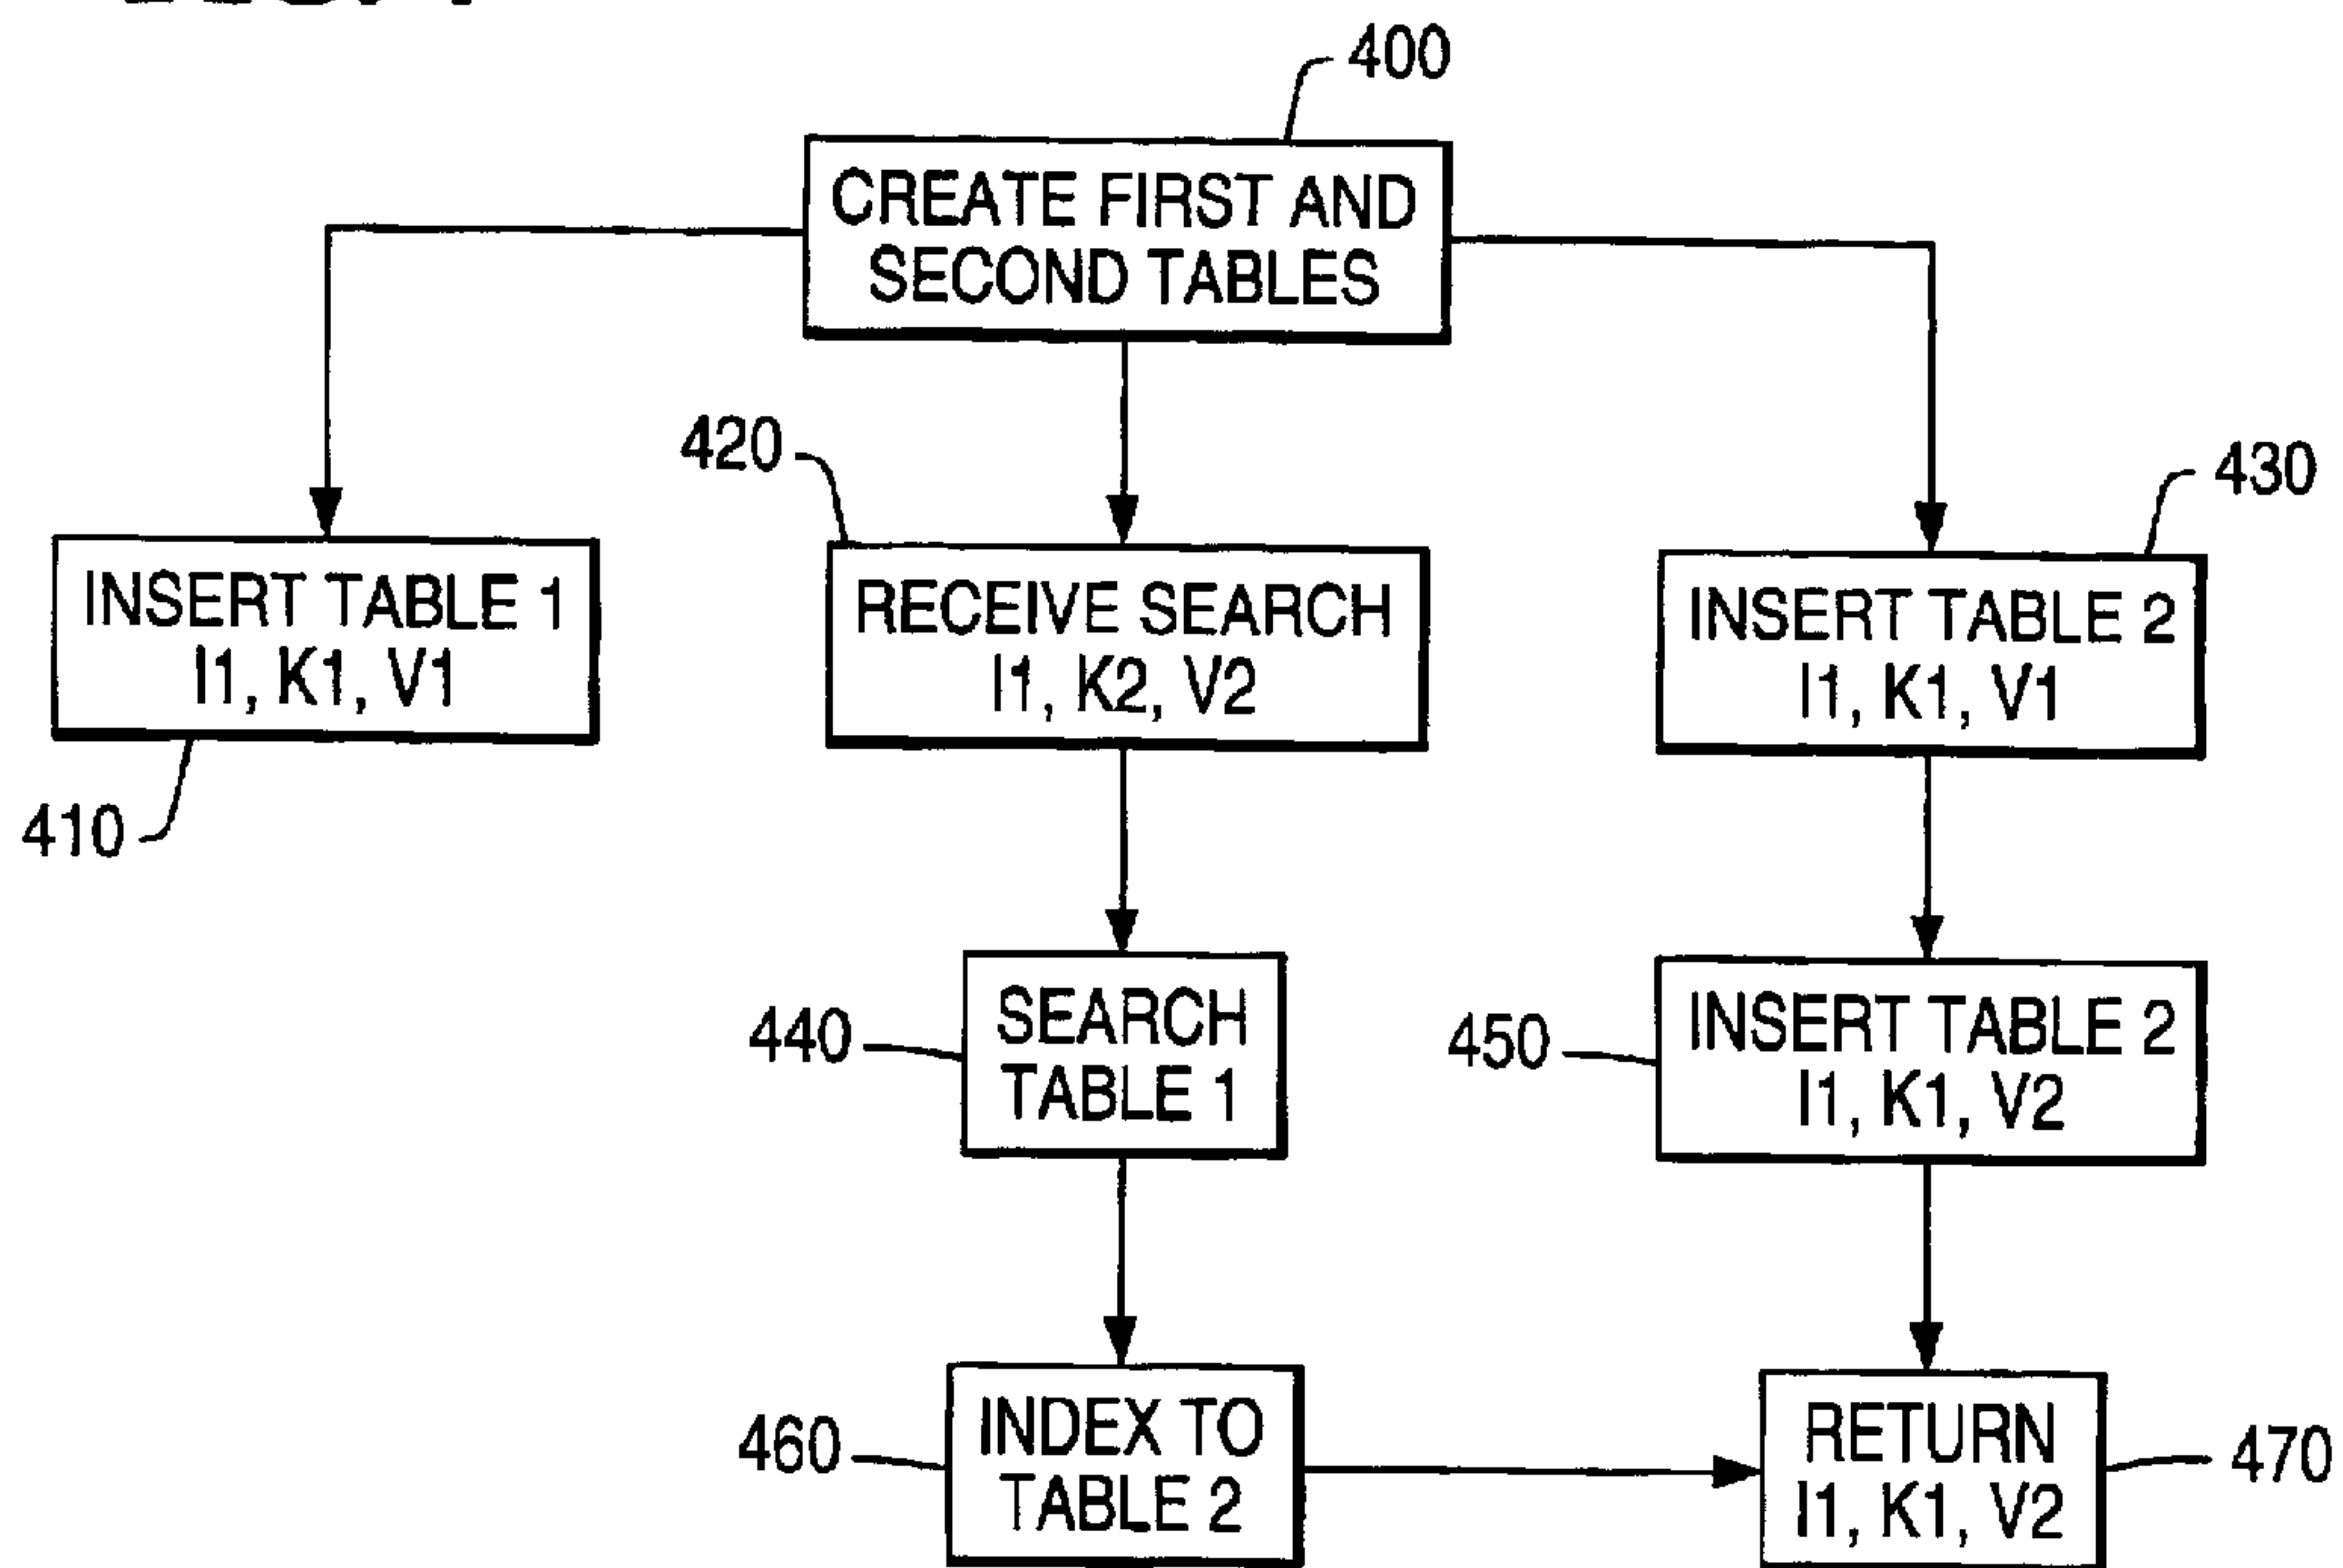 400
CREATE FIRST AND
SECOND TABLES
420
430
INSERT TABLE 1
I1, K1, V1
RECEIVE SEARCH
I1, K2, V2
INSERT TABLE 2
I1, K1, V1
410
440
SEARCH
TABLE 1
450
INSERT TABLE 2
I1, K1, V2
460
INDEX TO
TABLE 2
RETURN
I1, K1, V2
470